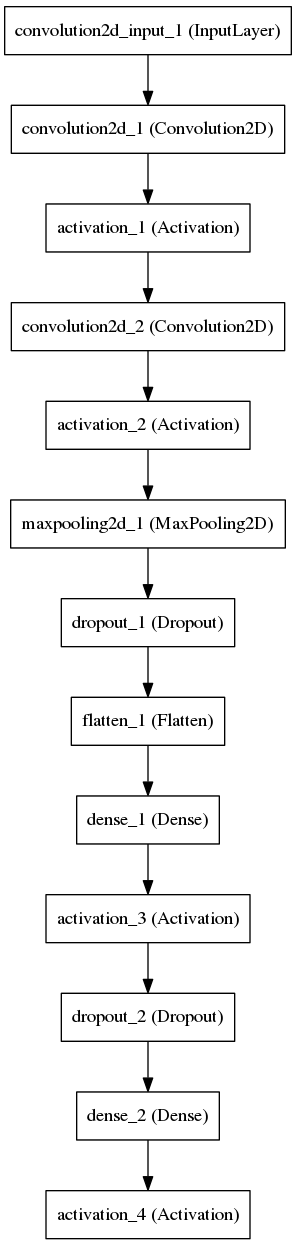 convolution2d_input_1 (InputLayer)
convolution2d_1 (Convolution2D)
activation_1 (Activation)
convolution2d_2 (Convolution2D)
activation_2 (Activation)
maxpooling2d_1 (MaxPooling2D)
dropout_1 (Dropout)
flatten_1 (Flatten)
dense_1 (Dense)
activation_3 (Activation)
dropout_2 (Dropout)
dense_2 (Dense)
activation_4 (Activation)